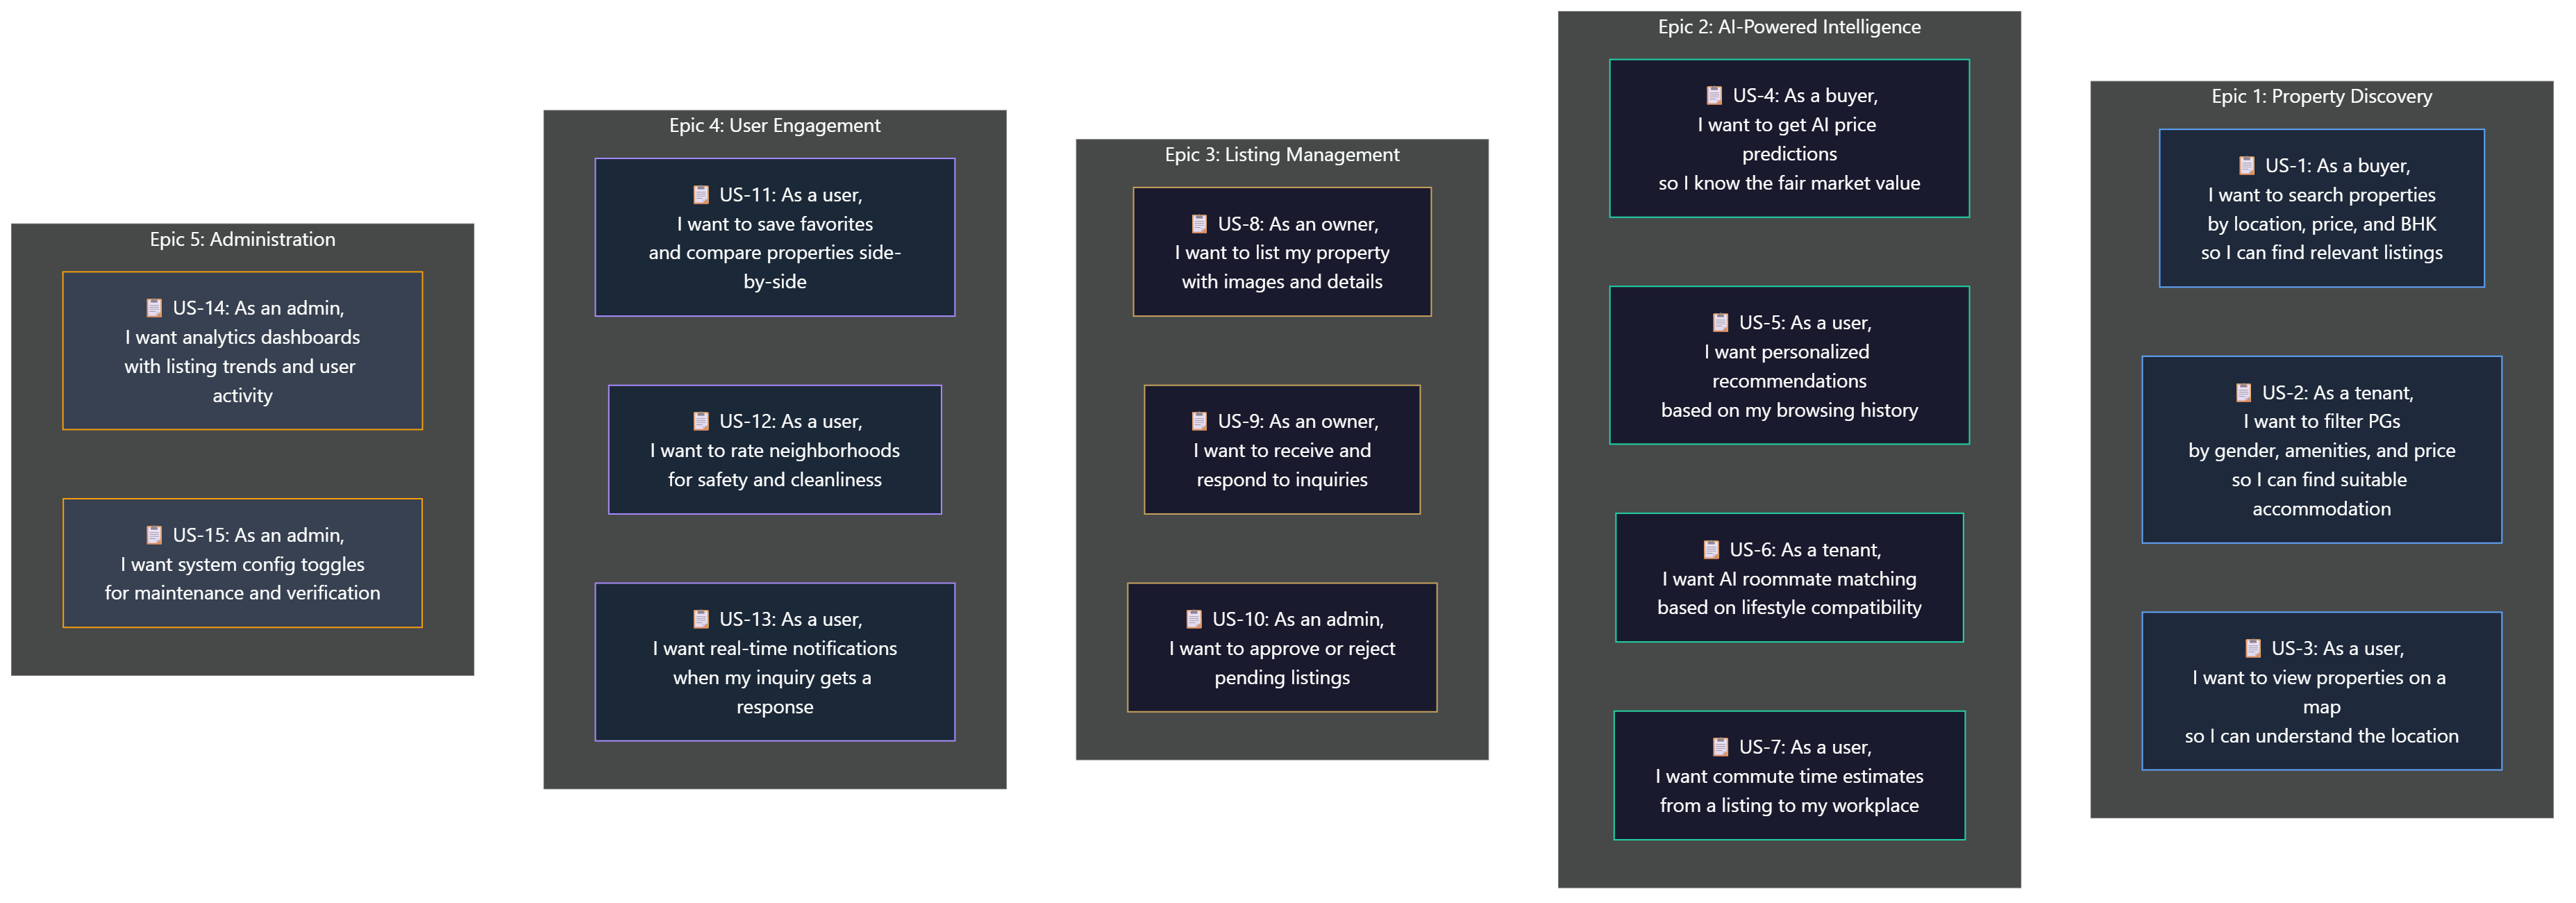 Epic 5: Administration
US-14: As an admin,
I want analytics dashboards
with listing trends and user
activity
US-15: As an admin,
I want system config toggles
for maintenance and verification
Epic 4: User Engagement
US-11: As a user,
I want to save favorites
and compare properties side-
by-side
US-12: As a user,
I want to rate neighborhoods
for safety and cleanliness
US-13: As a user,
I want real-time notifications
when my inquiry gets a
response
Epic 3: Listing Management
US-8: As an owner,
I want to list my property
with images and details
US-9: As an owner,
I want to receive and
respond to inquiries
US-10: As an admin,
I want to approve or reject
pending listings
Epic 2: AI-Powered Intelligence
US-4: As a buyer,
I want to get AI price
predictions
so I know the fair market value
US-5: As a user,
I want personalized
recommendations
based on my browsing history
US-6: As a tenant,
I want AI roommate matching
based on lifestyle compatibility
US-7: As a user,
I want commute time estimates
from a listing to my workplace
Epic 1: Property Discovery
US-1: As a buyer,
I want to search properties
by location, price, and BHK
so I can find relevant listings
US-2: As a tenant,
I want to filter PGs
by gender, amenities, and price
so I can find suitable
accommodation
US-3: As a user,
I want to view properties on a
map
so I can understand the location